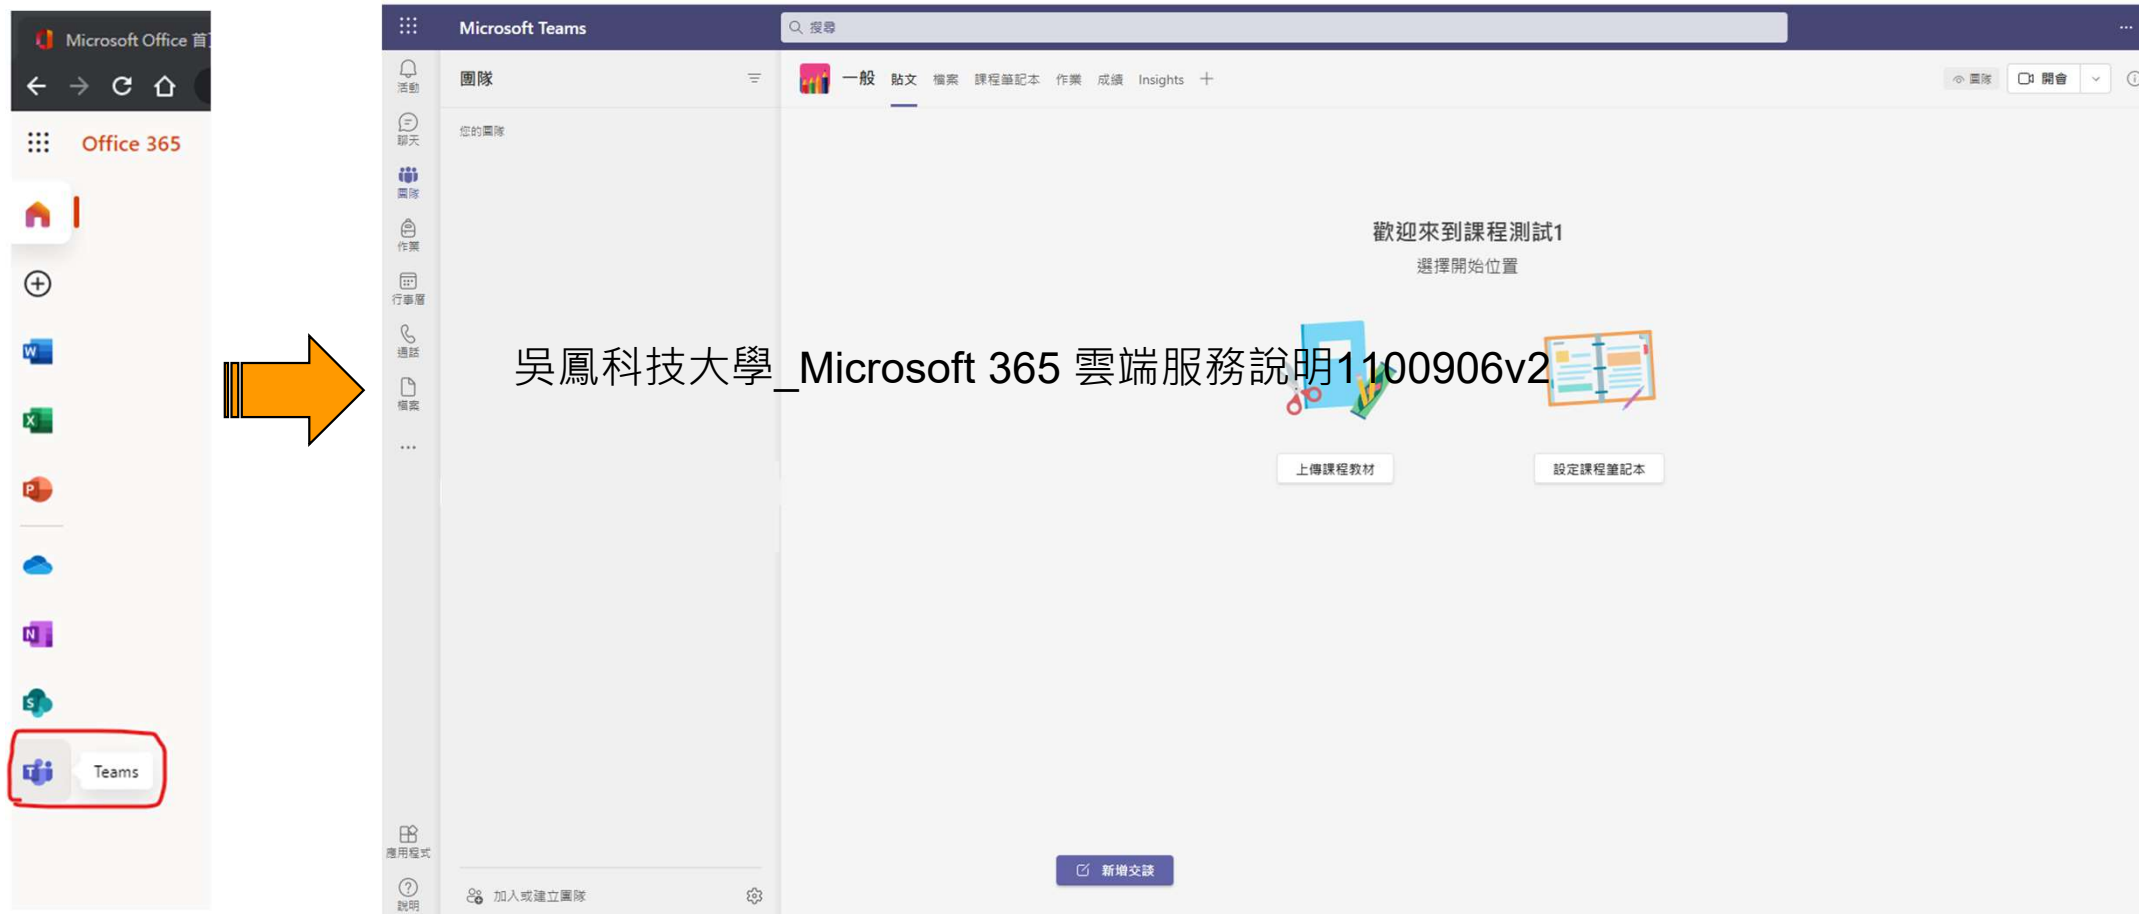 Microsoft Office 首
Office 365
W
X
P
N
S
T
Teams
Microsoft Teams
搜尋
活動
聊天
團隊
作業
行事曆
通話
檔案
應用程式
說明
團隊
您的團隊
加入或建立團隊
一般 貼文 檔案 課程筆記本 作業 成績 Insights
團隊
開會
歡迎來到課程測試1
選擇開始位置
吳鳳科技大學_Microsoft 365 雲端服務說明1100906v2
上傳課程教材
設定課程筆記本
新增交談